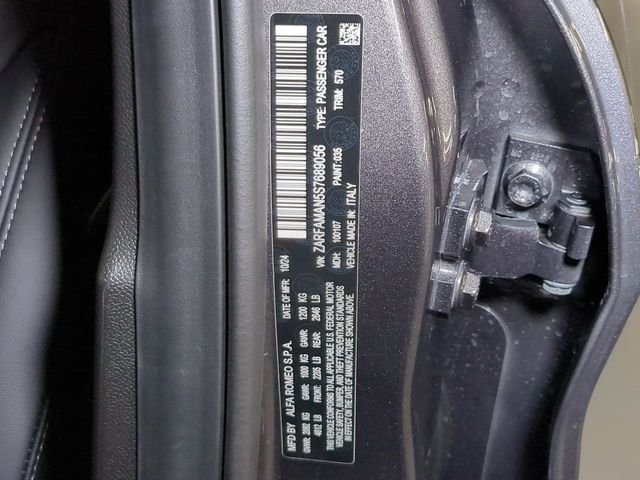 MFD BY ALFA ROMEO S.P.A. DATE OF MFR: 10/24
GVWR: 2092 KG GAWR: 1000 KG GAWR: 1200 KG
4612 LB FRONT: 2205 LB REAR: 2646 LB
THIS VEHICLE CONFORMS TO ALL APPLICABLE U.S. FEDERAL MOTOR
VEHICLE SAFETY, BUMPER, AND THEFT PREVENTION STANDARDS
IN EFFECT ON THE DATE OF MANUFACTURE SHOWN ABOVE.
VIN: ZARFAMAN5S7689056 TYPE: PASSENGER CAR
MDH: 100107 PAINT: 035 TRIM: 570
VEHICLE MADE IN: ITALY